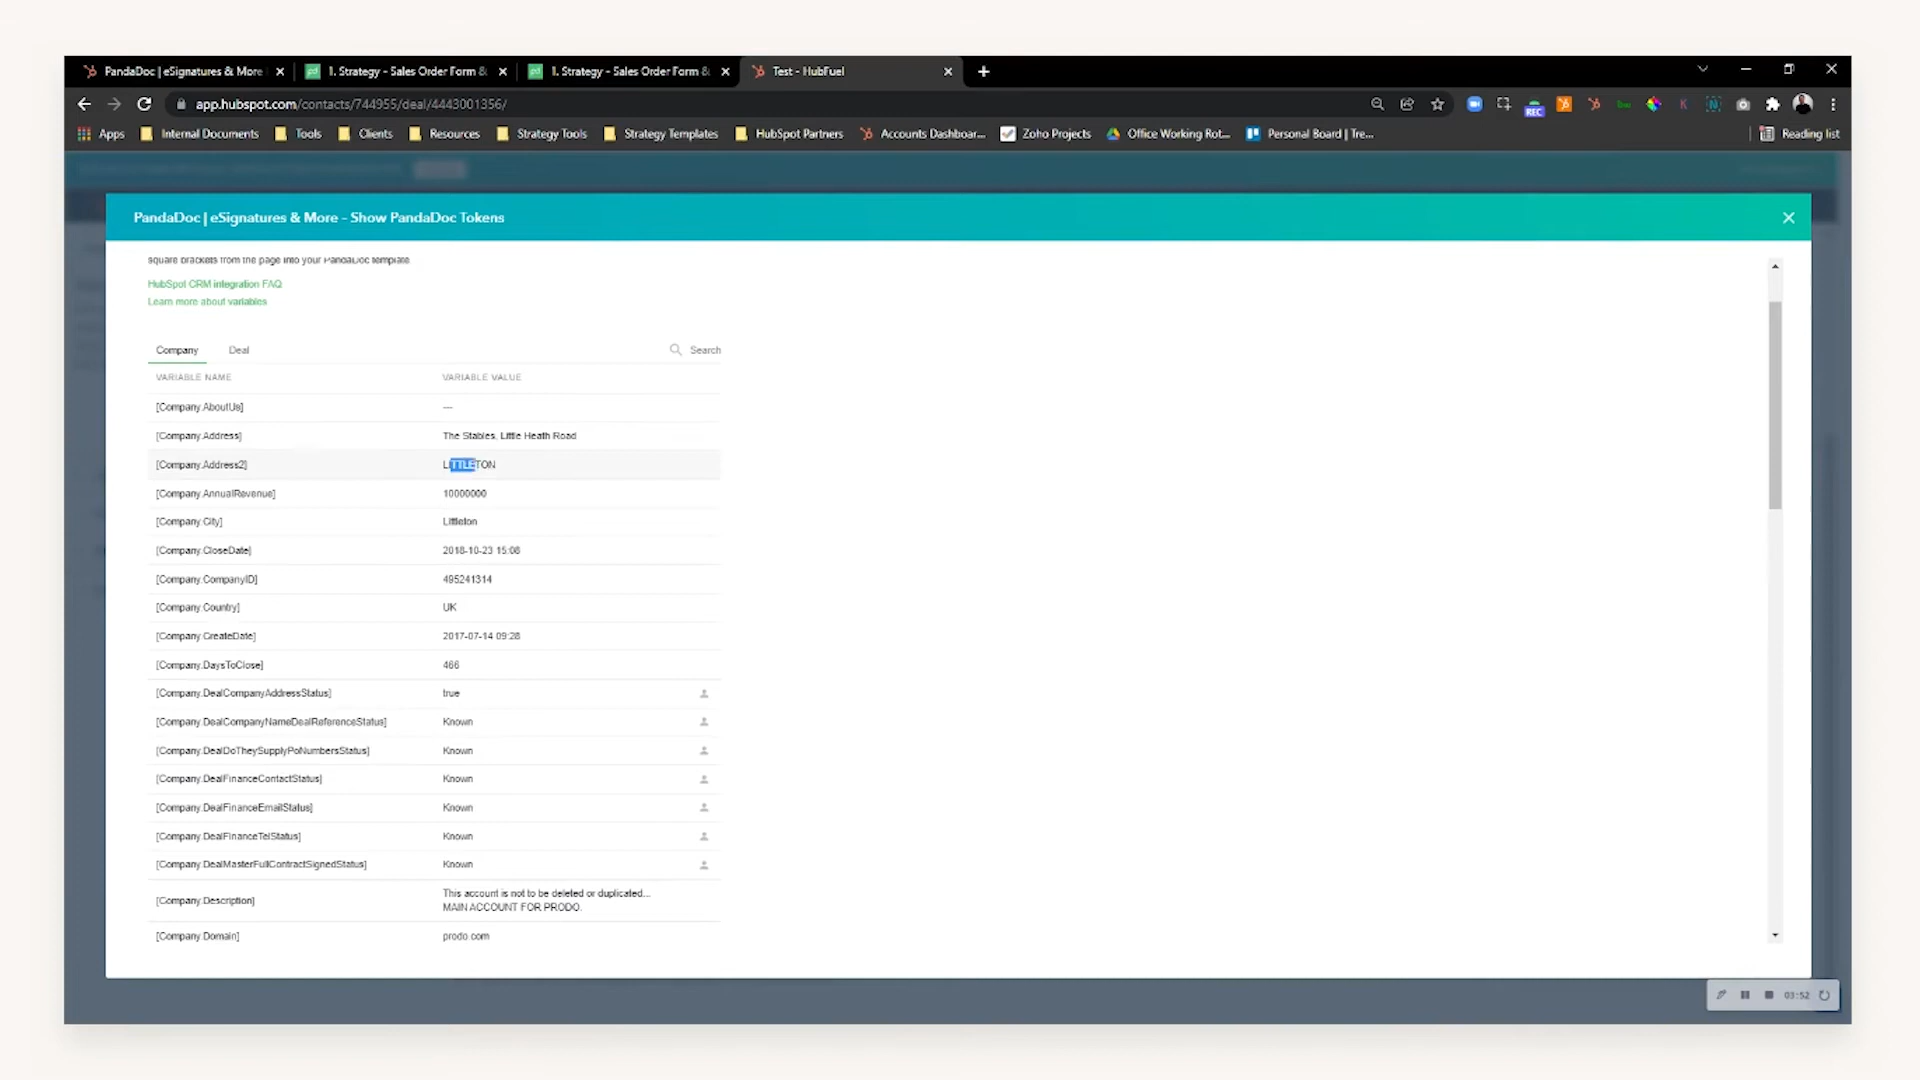 PandaDoc | eSignatures & More
1. Strategy - Sales Order Form &
1. Strategy - Sales Order Form &
Test - HubFuel
app.hubspot.com/contacts/744955/deal/4443001356/
REC
Apps
Internal Documents
Tools
Clients
Resources
Strategy Tools
Strategy Templates
HubSpot Partners
Accounts Dashboar...
Zoho Projects
Office Working Rot...
Personal Board | Tre...
Reading list
PandaDoc | eSignatures & More - Show PandaDoc Tokens
square brackets from the page into your PandaDoc template.
HubSpot CRM integration FAQ
Learn more about variables
Company Deal Search
VARIABLE NAME VARIABLE VALUE
[Company.AboutUs] —
[Company.Address] The Stables, Little Heath Road
[Company.Address2] LITTLETON
[Company.AnnualRevenue] 10000000
[Company.City] Littleton
[Company.CloseDate] 2018-10-23 15:08
[Company.CompanyID] 495241314
[Company.Country] UK
[Company.CreateDate] 2017-07-14 09:28
[Company.DaysToClose] 466
[Company.DealCompanyAddressStatus] true
[Company.DealCompanyNameDealReferenceStatus] Known
[Company.DealDoTheySupplyPoNumbersStatus] Known
[Company.DealFinanceContactStatus] Known
[Company.DealFinanceEmailStatus] Known
[Company.DealFinanceTelStatus] Known
[Company.DealMasterFullContractSignedStatus] Known
[Company.Description] This account is not to be deleted or duplicated...
MAIN ACCOUNT FOR PRODO.
[Company.Domain] prodo.com
03:52